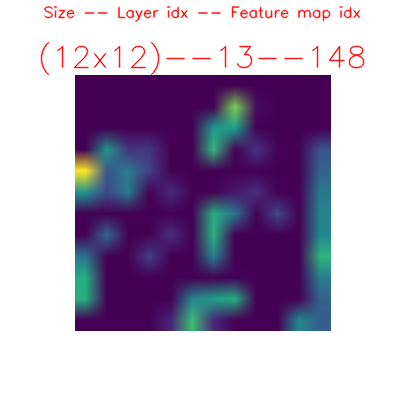 Size -- Layer idx -- Feature map idx
(12x12)--13--148